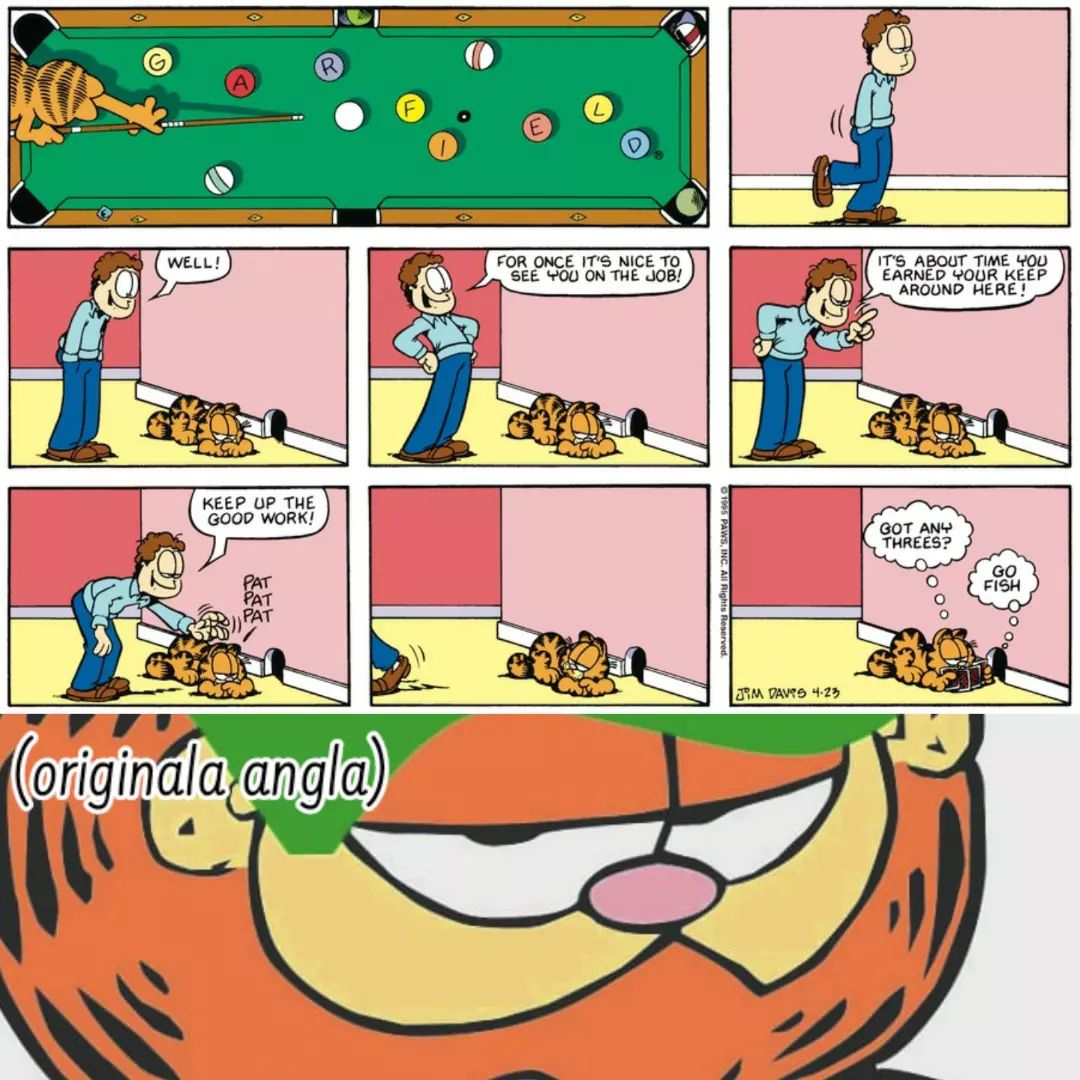 G A R F I E L D
WELL!
FOR ONCE IT'S NICE TO
SEE YOU ON THE JOB!
IT'S ABOUT TIME YOU
EARNED YOUR KEEP
AROUND HERE!
KEEP UP THE
GOOD WORK!
PAT
PAT
PAT
© 1995 PAWS, INC. All Rights Reserved.
GOT ANY
THREES?
GO
FISH
JIM DAVIS 4-23
(originala angla)